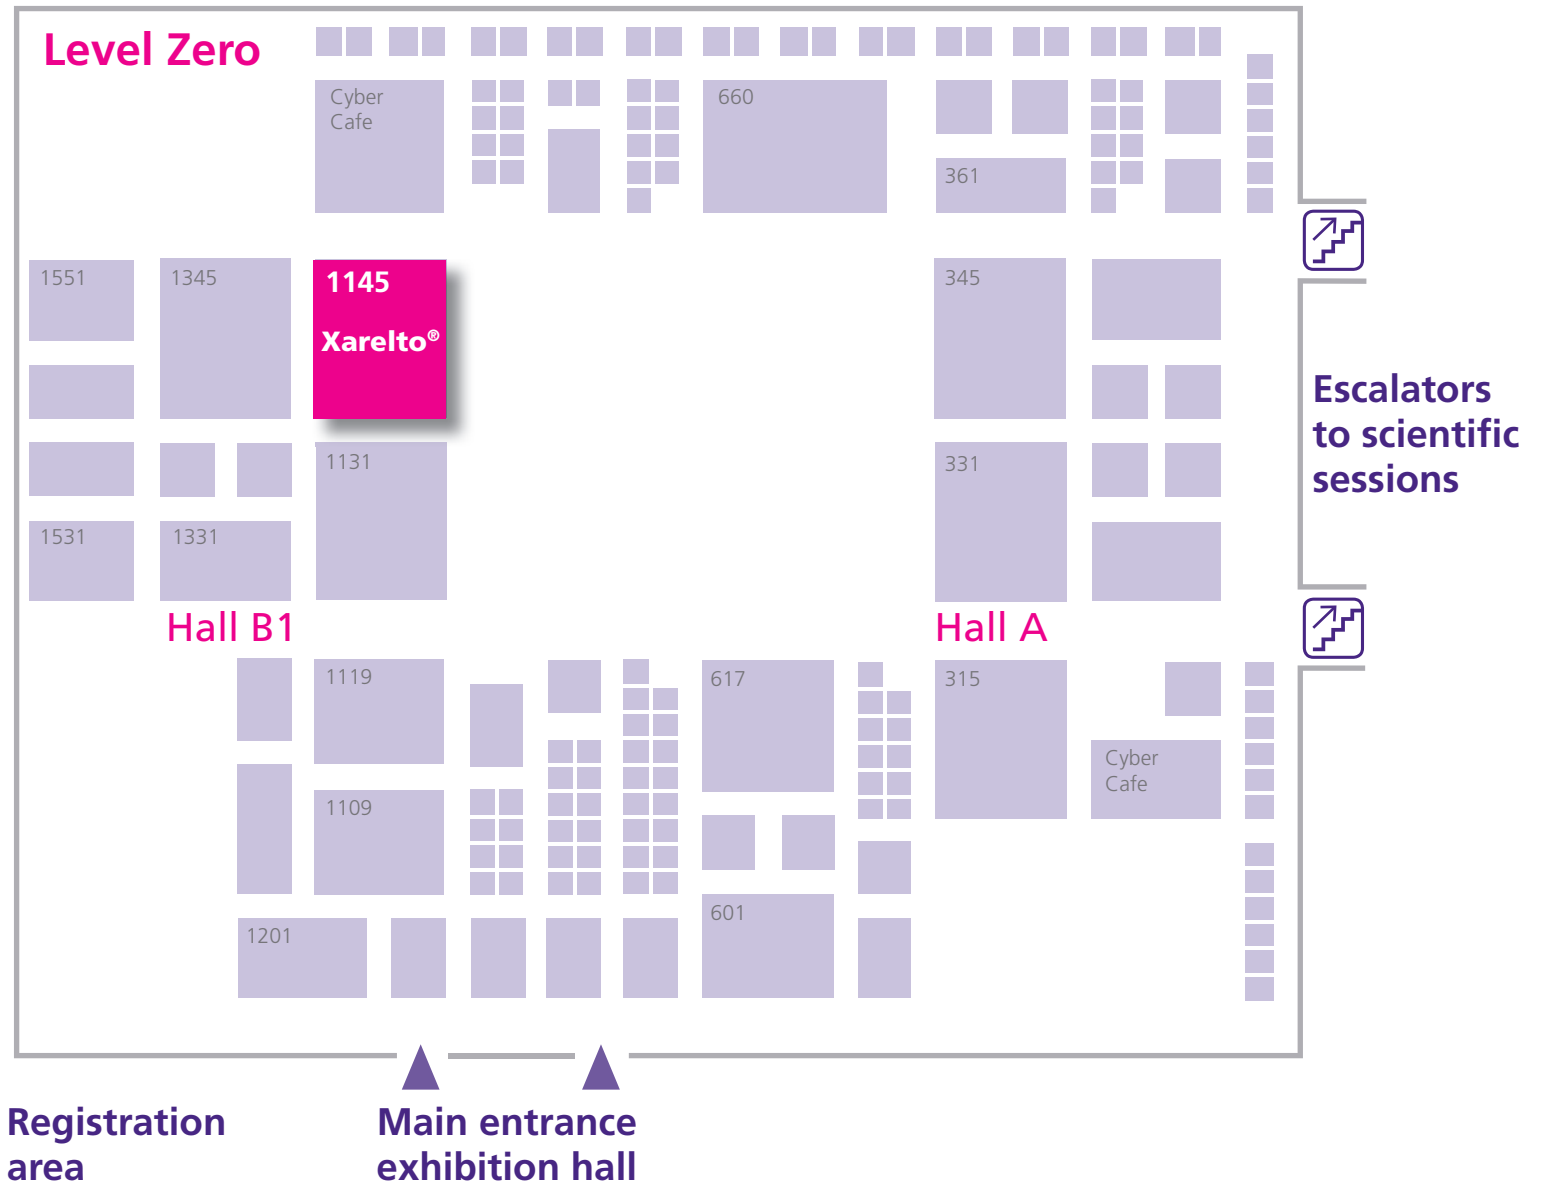 Level Zero
Cyber
Cafe
660
361
1551
1345
1145
Xarelto®
345
1131
331
1531
1331
Escalators
to scientific
sessions
Hall B1
Hall A
1119
617
315
Cyber
Cafe
1109
1201
601
Registration
area
Main entrance
exhibition hall